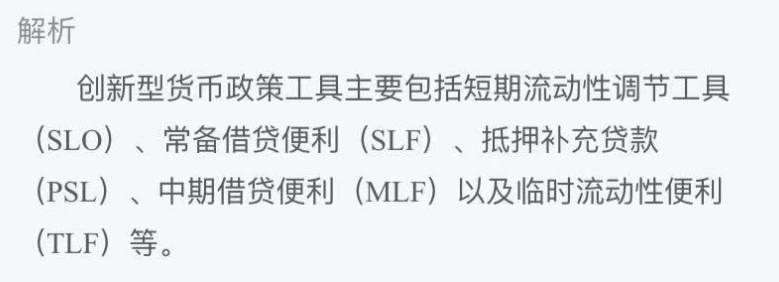 解析
创新型货币政策工具主要包括短期流动性调节工具
（SLO）、常备借贷便利（SLF）、抵押补充贷款
（PSL）、中期借贷便利（MLF）以及临时流动性便利
（TLF）等。